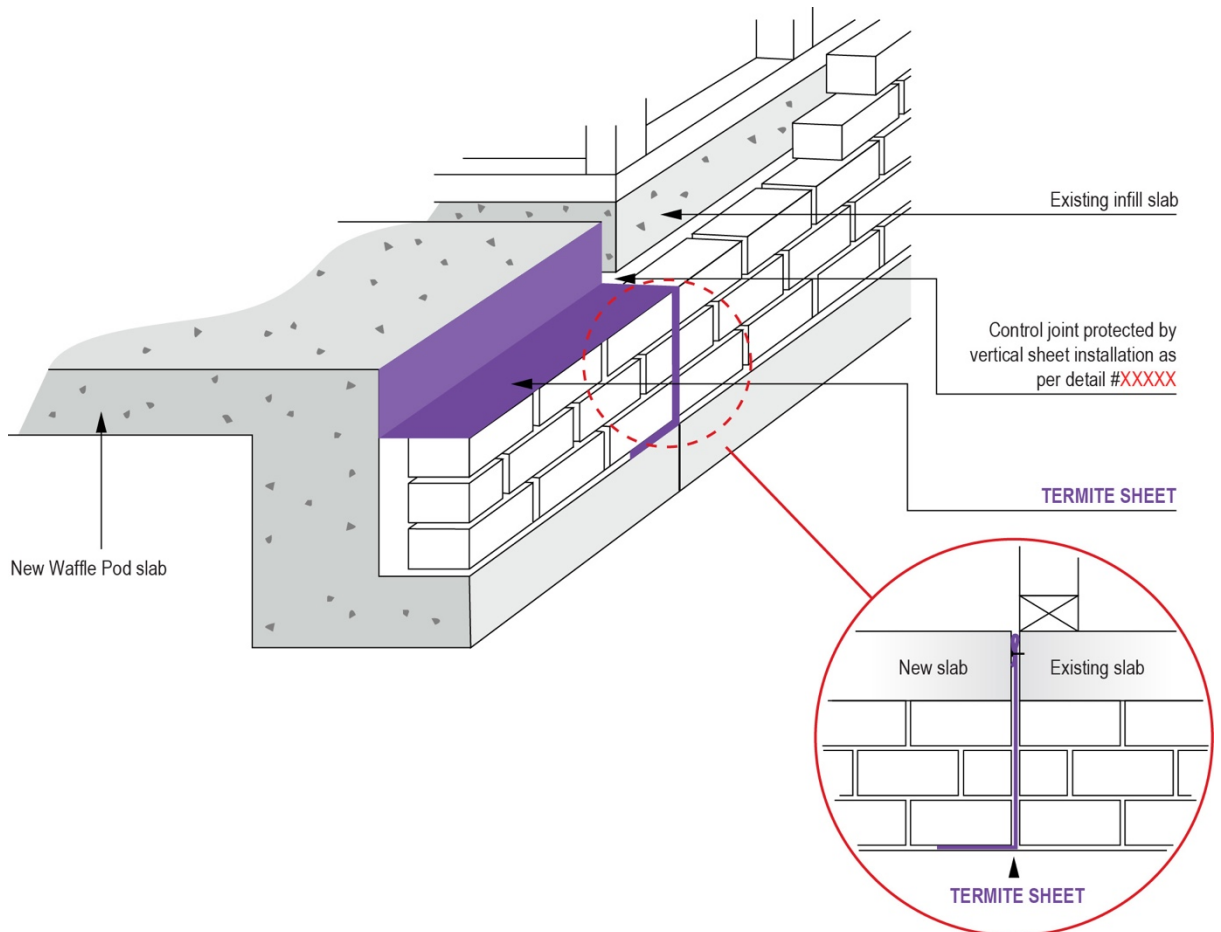 Existing infill slab
Control joint protected by
vertical sheet installation as
per detail #XXXXX
TERMITE SHEET
New Waffle Pod slab
New slab
Existing slab
TERMITE SHEET